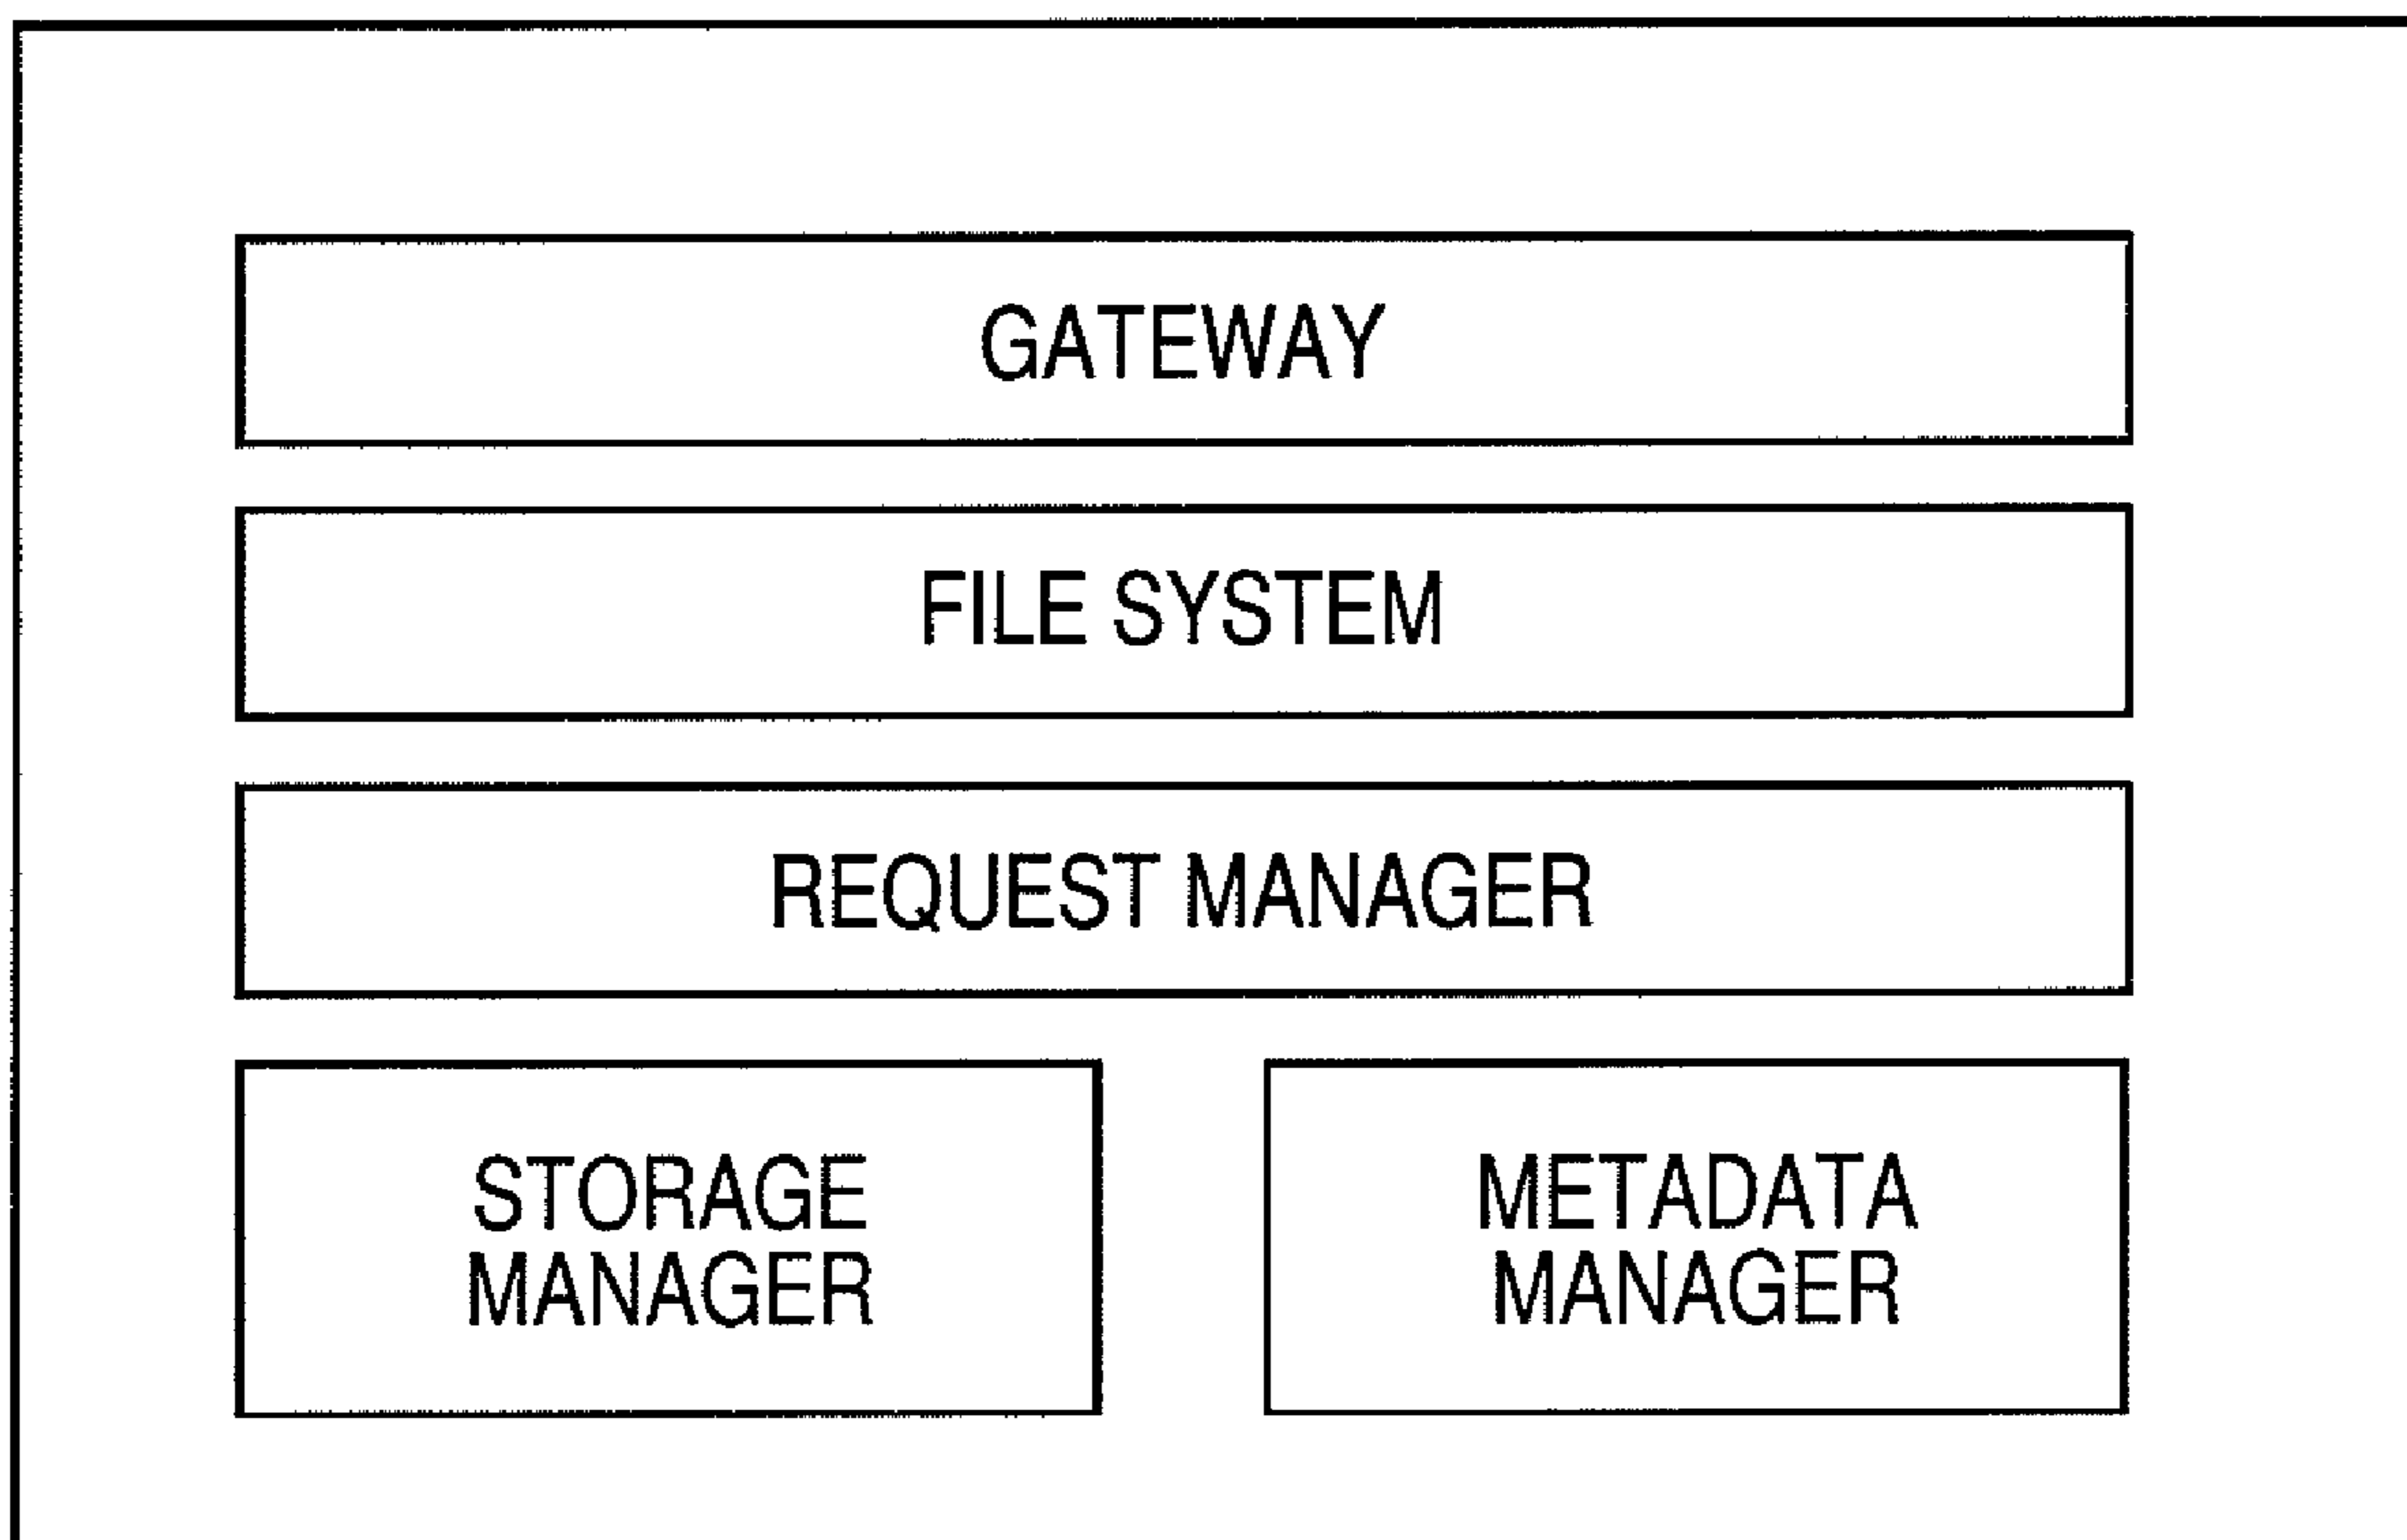 GATEWAY
FILE SYSTEM
REQUEST MANAGER
STORAGE
MANAGER
METADATA
MANAGER